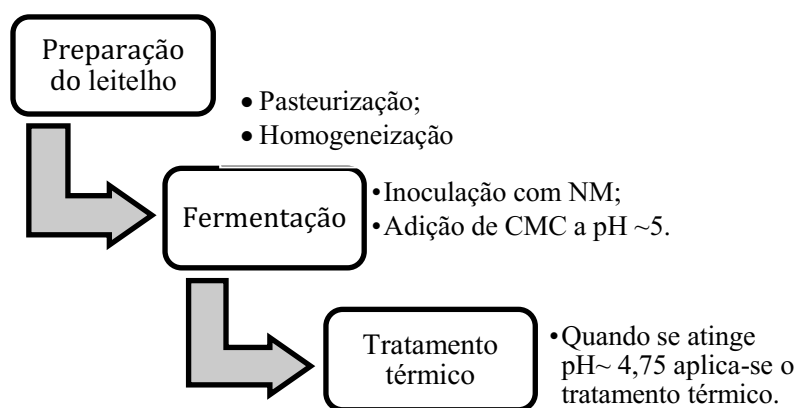 Preparação
do leitelho
• Pasteurização;
• Homogeneização
Fermentação
•Inoculação com NM;
•Adição de CMC a pH ~5.
Tratamento
térmico
•Quando se atinge
pH~ 4,75 aplica-se o
tratamento térmico.